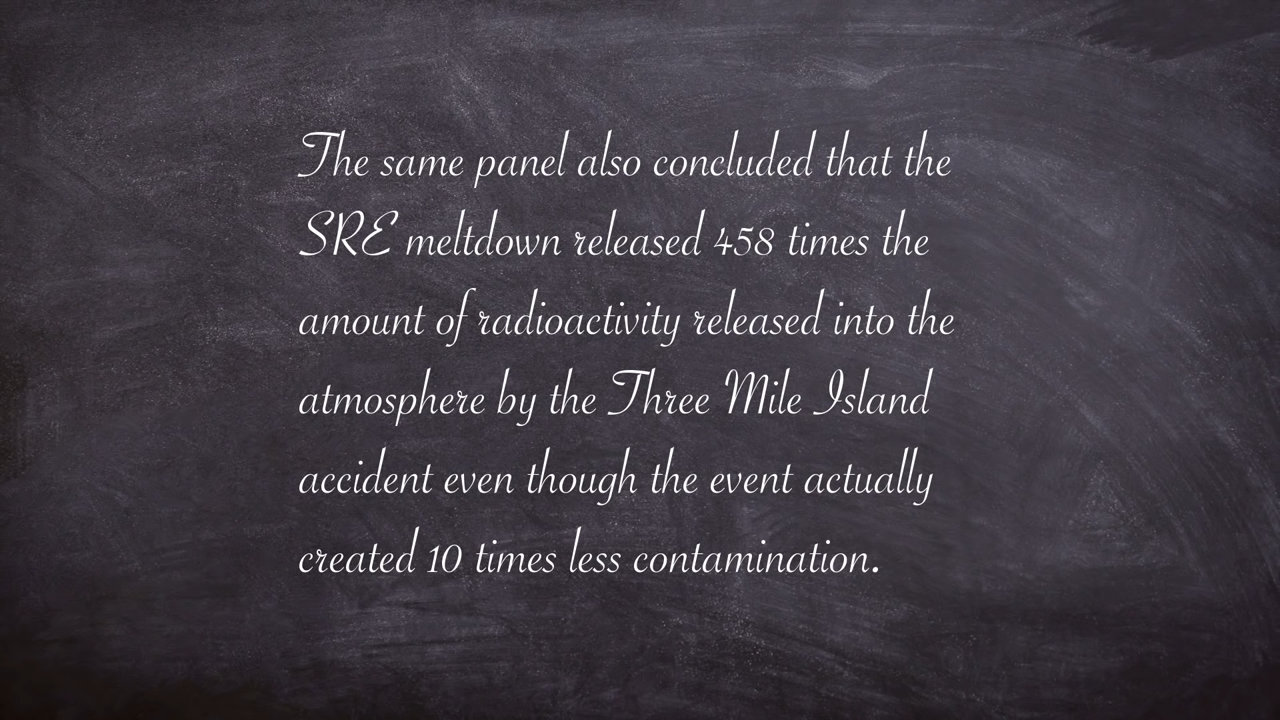 The same panel also concluded that the
SRE meltdown released 458 times the
amount of radioactivity released into the
atmosphere by the Three Mile Island
accident even though the event actually
created 10 times less contamination.